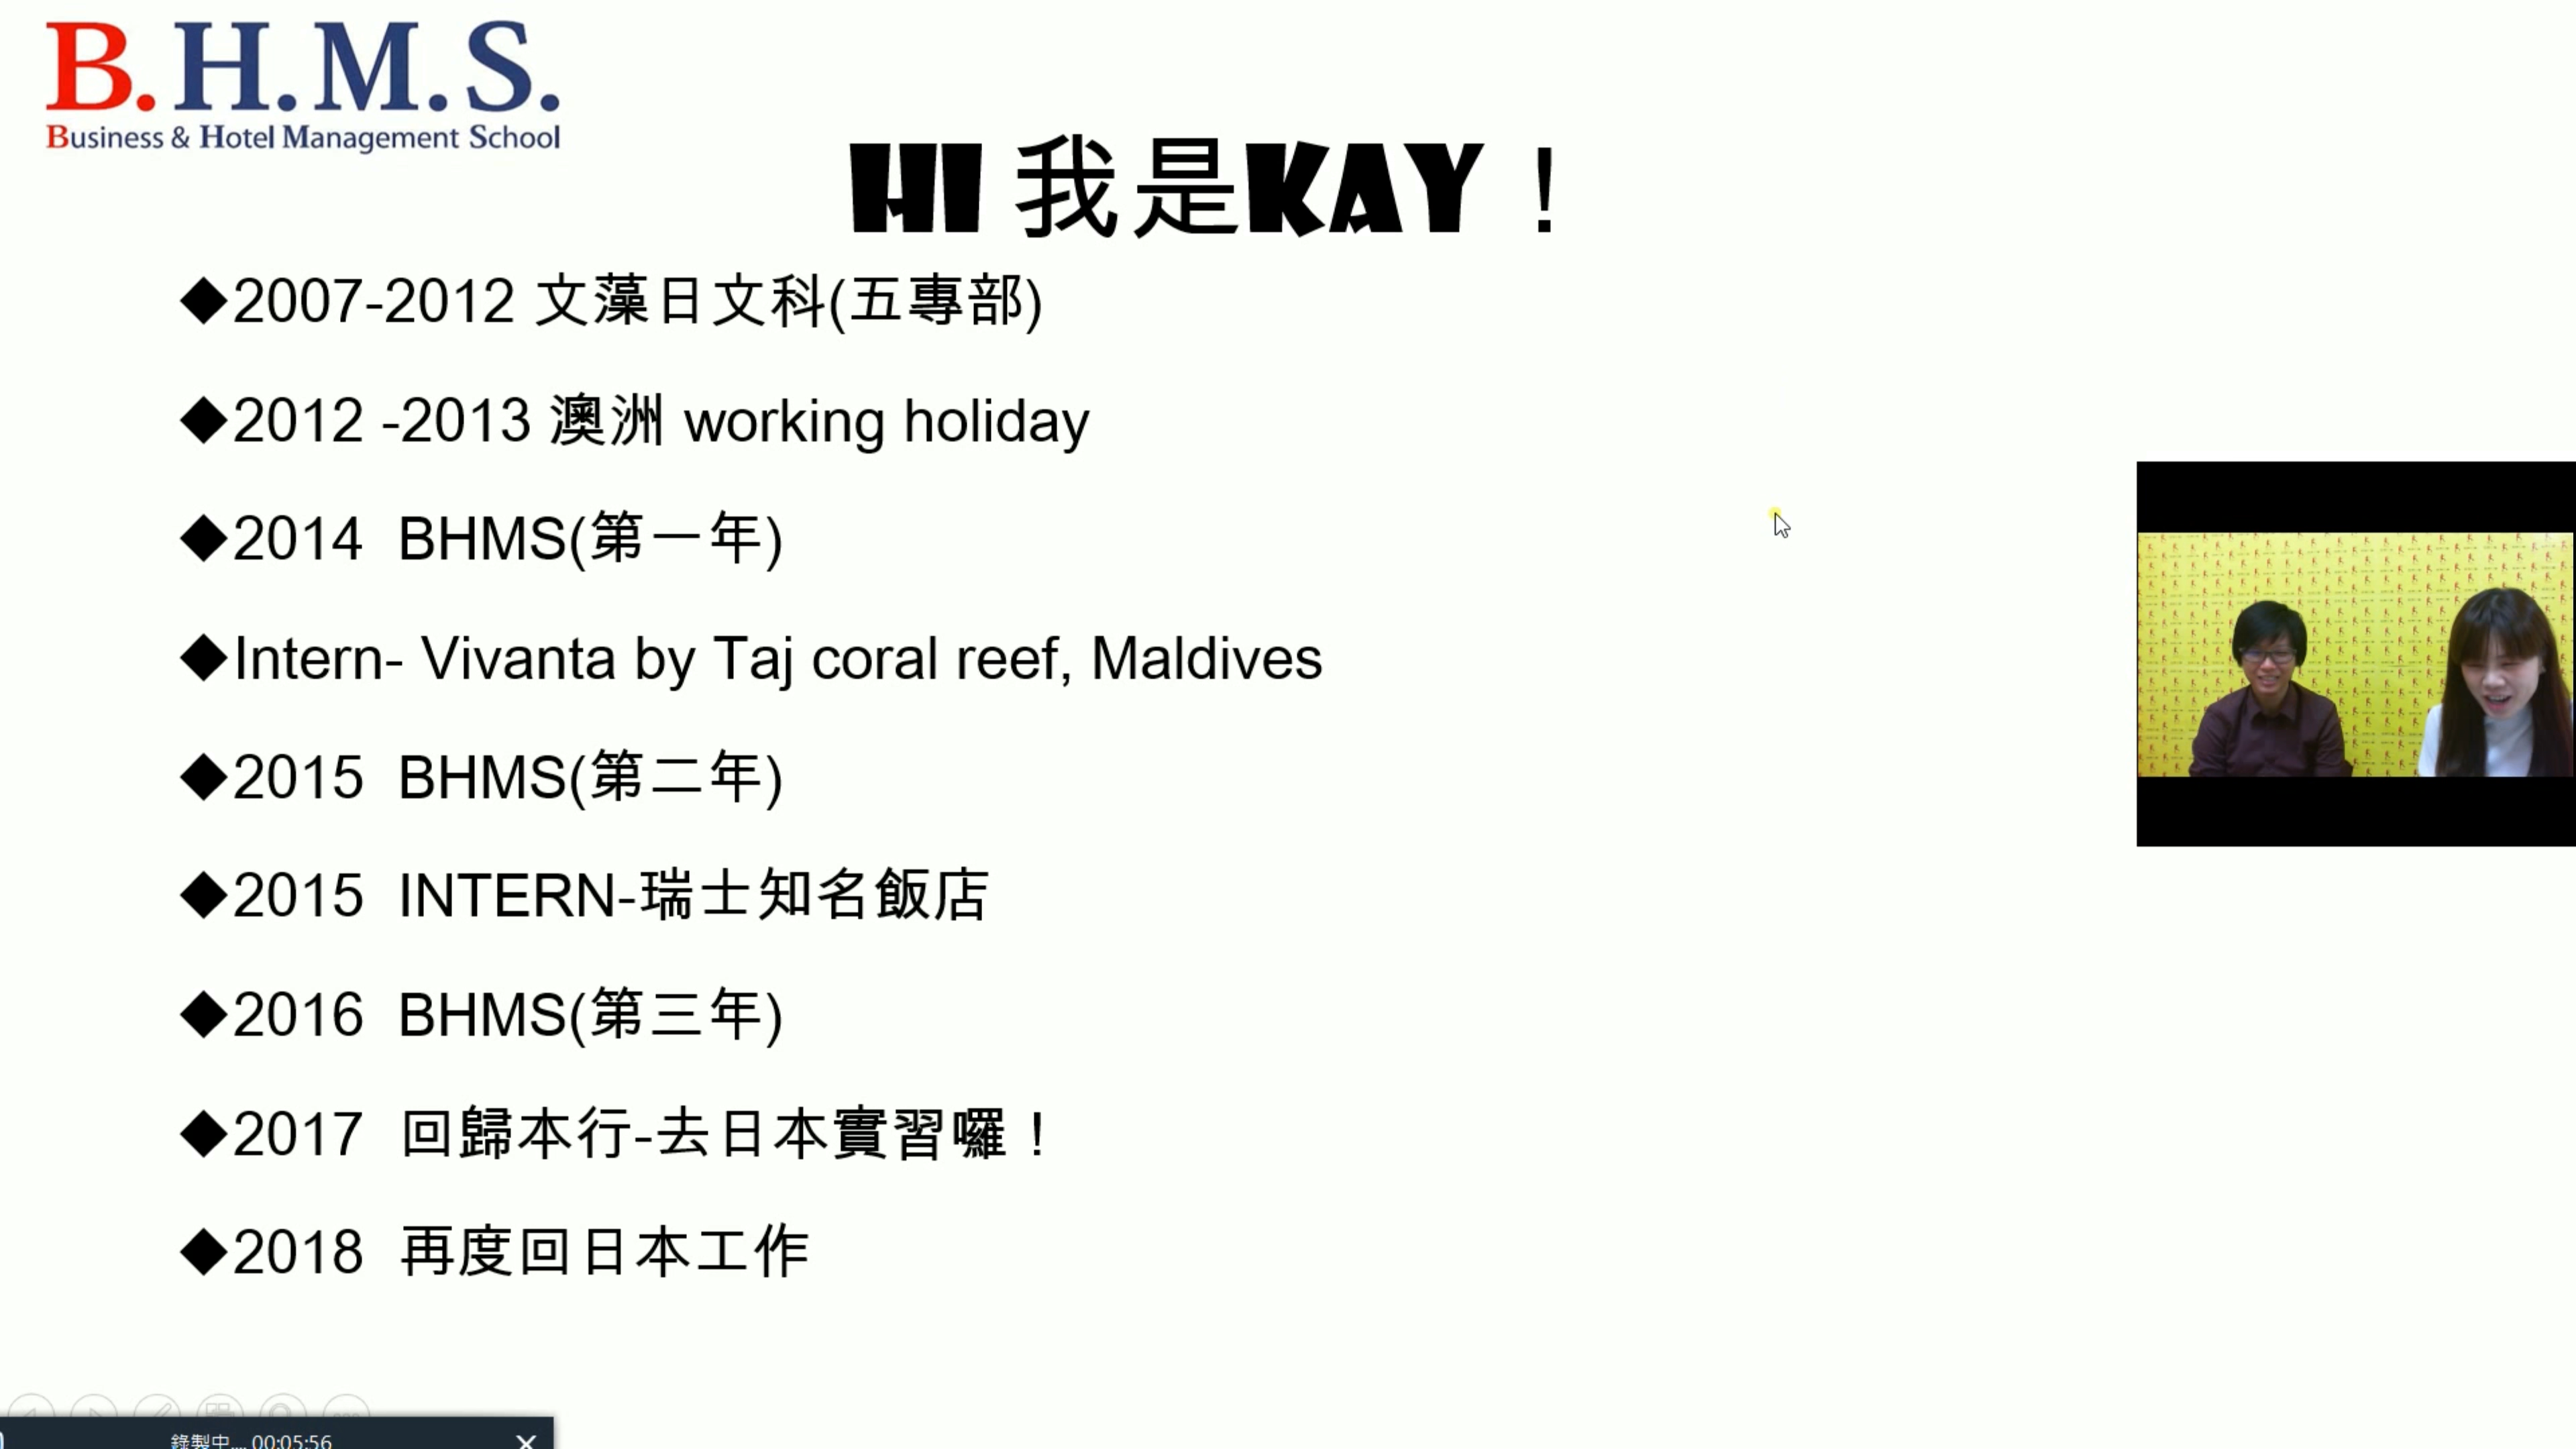 B.H.M.S.
Business & Hotel Management School
HI 我是KAY！
◆2007-2012 文藻日文科(五專部)
◆2012 -2013 澳洲 working holiday
◆2014 BHMS(第一年)
◆Intern- Vivanta by Taj coral reef, Maldives
◆2015 BHMS(第二年)
◆2015 INTERN-瑞士知名飯店
◆2016 BHMS(第三年)
◆2017 回歸本行-去日本實習囉！
◆2018 再度回日本工作
錄製中.... 00:05:56